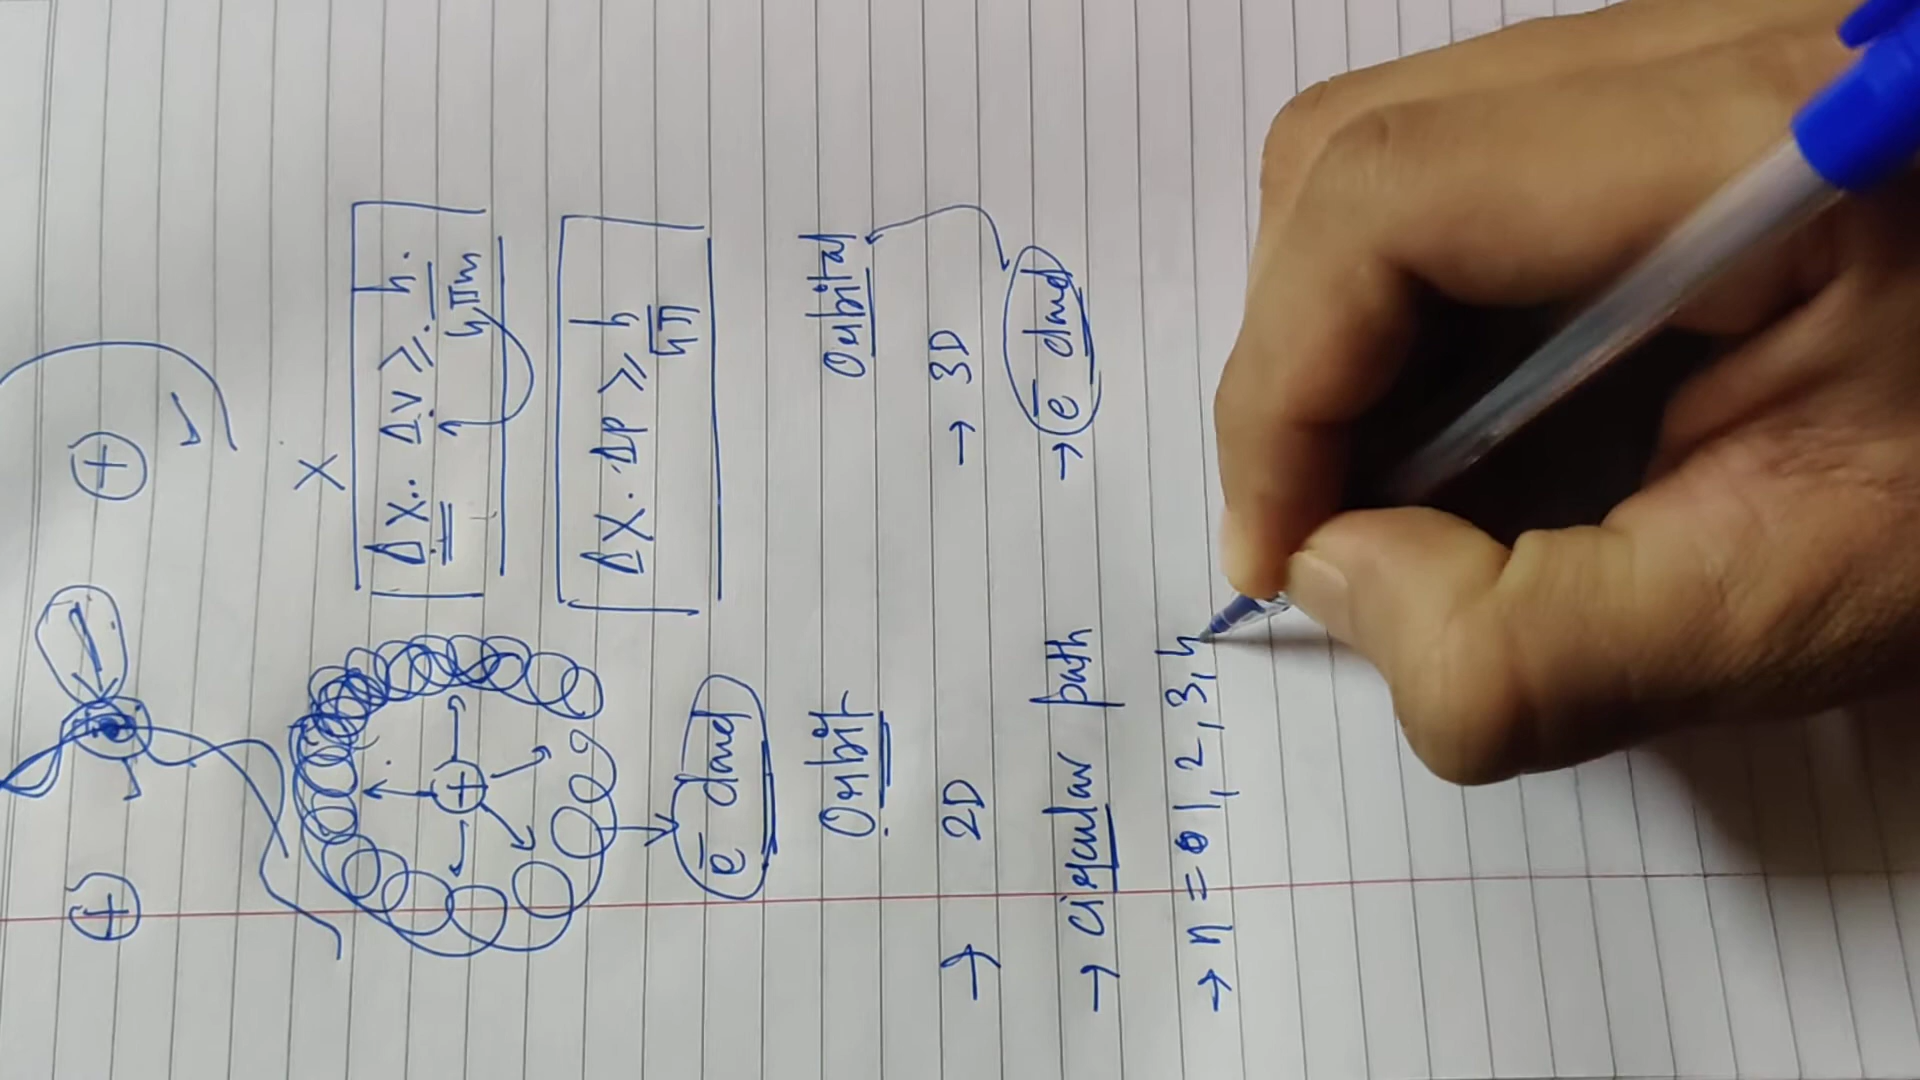 X
Δx.. Δv ≥. h/4πm
Δx. Δp ≥ h/4π
e̅ cloud
Orbit Orbital
→ 2D → 3D
→ circular path → e̅ cloud
→ n = 1, 2, 3, 4